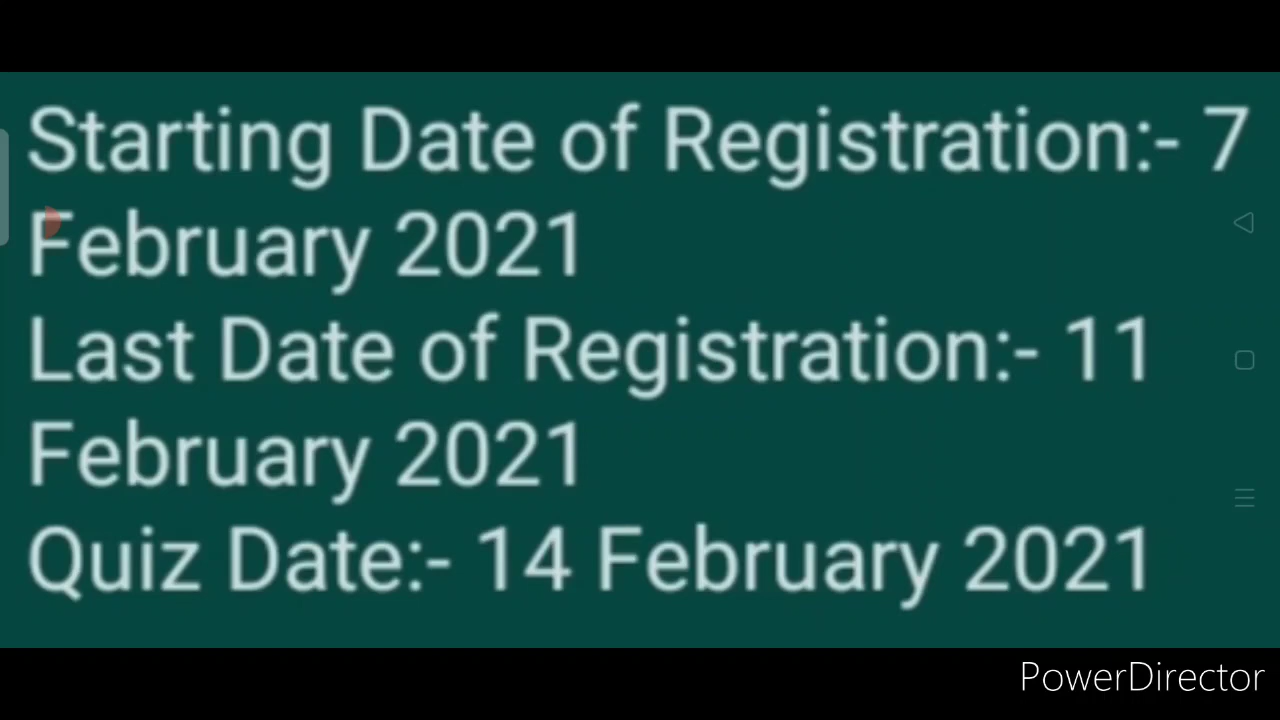 Starting Date of Registration:- 7
February 2021
Last Date of Registration:- 11
February 2021
Quiz Date:- 14 February 2021
PowerDirector